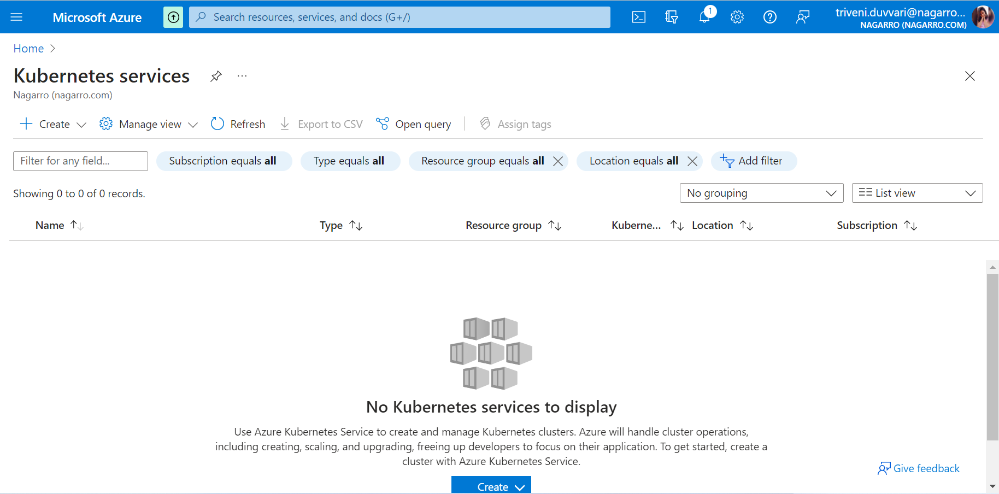 Microsoft Azure
Search resources, services, and docs (G+/)
1
triveni.duvvari@nagarro...
NAGARRO (NAGARRO.COM)
Home
Kubernetes services
...
Nagarro (nagarro.com)
Create
Manage view
Refresh
Export to CSV
Open query
Assign tags
Filter for any field...
Subscription equals all
Type equals all
Resource group equals all
Location equals all
Add filter
Showing 0 to 0 of 0 records.
No grouping
List view
Name
Type
Resource group
Kuberne...
Location
Subscription
No Kubernetes services to display
Use Azure Kubernetes Service to create and manage Kubernetes clusters. Azure will handle cluster operations,
including creating, scaling, and upgrading, freeing up developers to focus on their application. To get started, create a
cluster with Azure Kubernetes Service.
Give feedback
Create